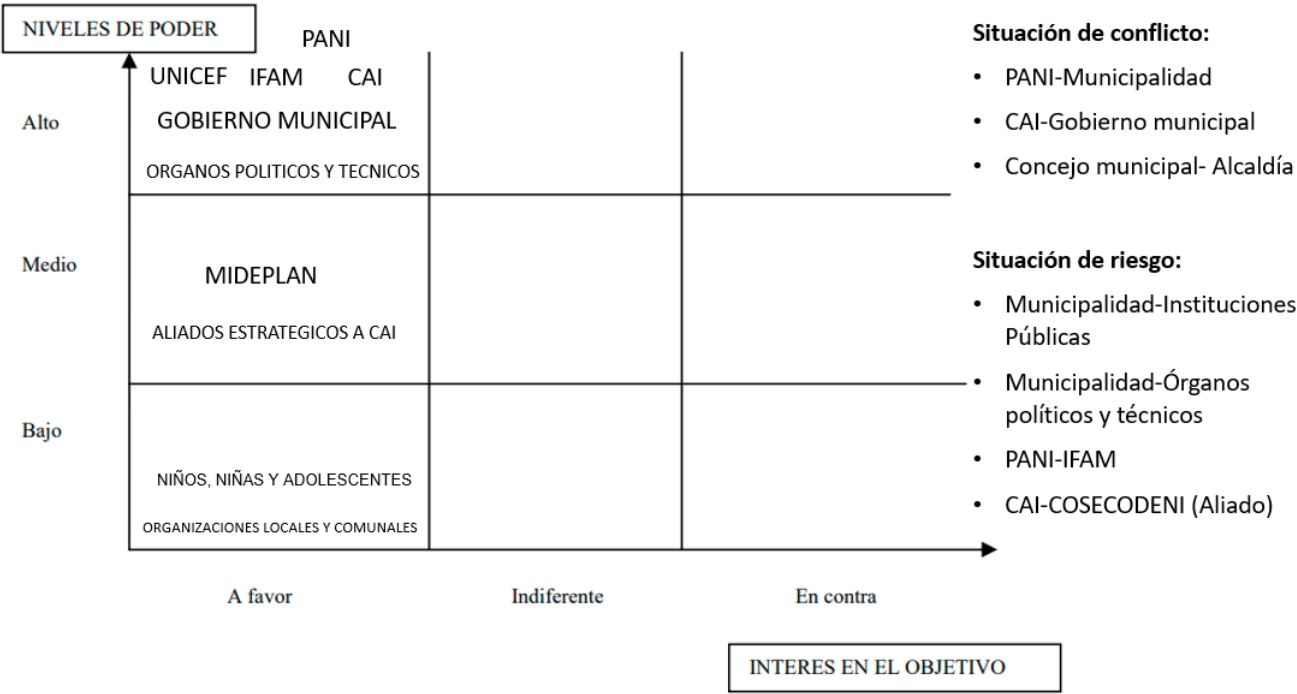 NIVELES DE PODER
PANI
UNICEF IFAM CAI
Alto
GOBIERNO MUNICIPAL
ORGANOS POLITICOS Y TECNICOS
Medio
MIDEPLAN
ALIADOS ESTRATEGICOS A CAI
Bajo
NIÑOS, NIÑAS Y ADOLESCENTES
ORGANIZACIONES LOCALES Y COMUNALES
A favor
Indiferente
En contra
INTERES EN EL OBJETIVO
Situación de conflicto:
• PANI-Municipalidad
• CAI-Gobierno municipal
• Concejo municipal- Alcaldía
Situación de riesgo:
• Municipalidad-Instituciones
Públicas
• Municipalidad-Órganos
políticos y técnicos
• PANI-IFAM
• CAI-COSECODENI (Aliado)